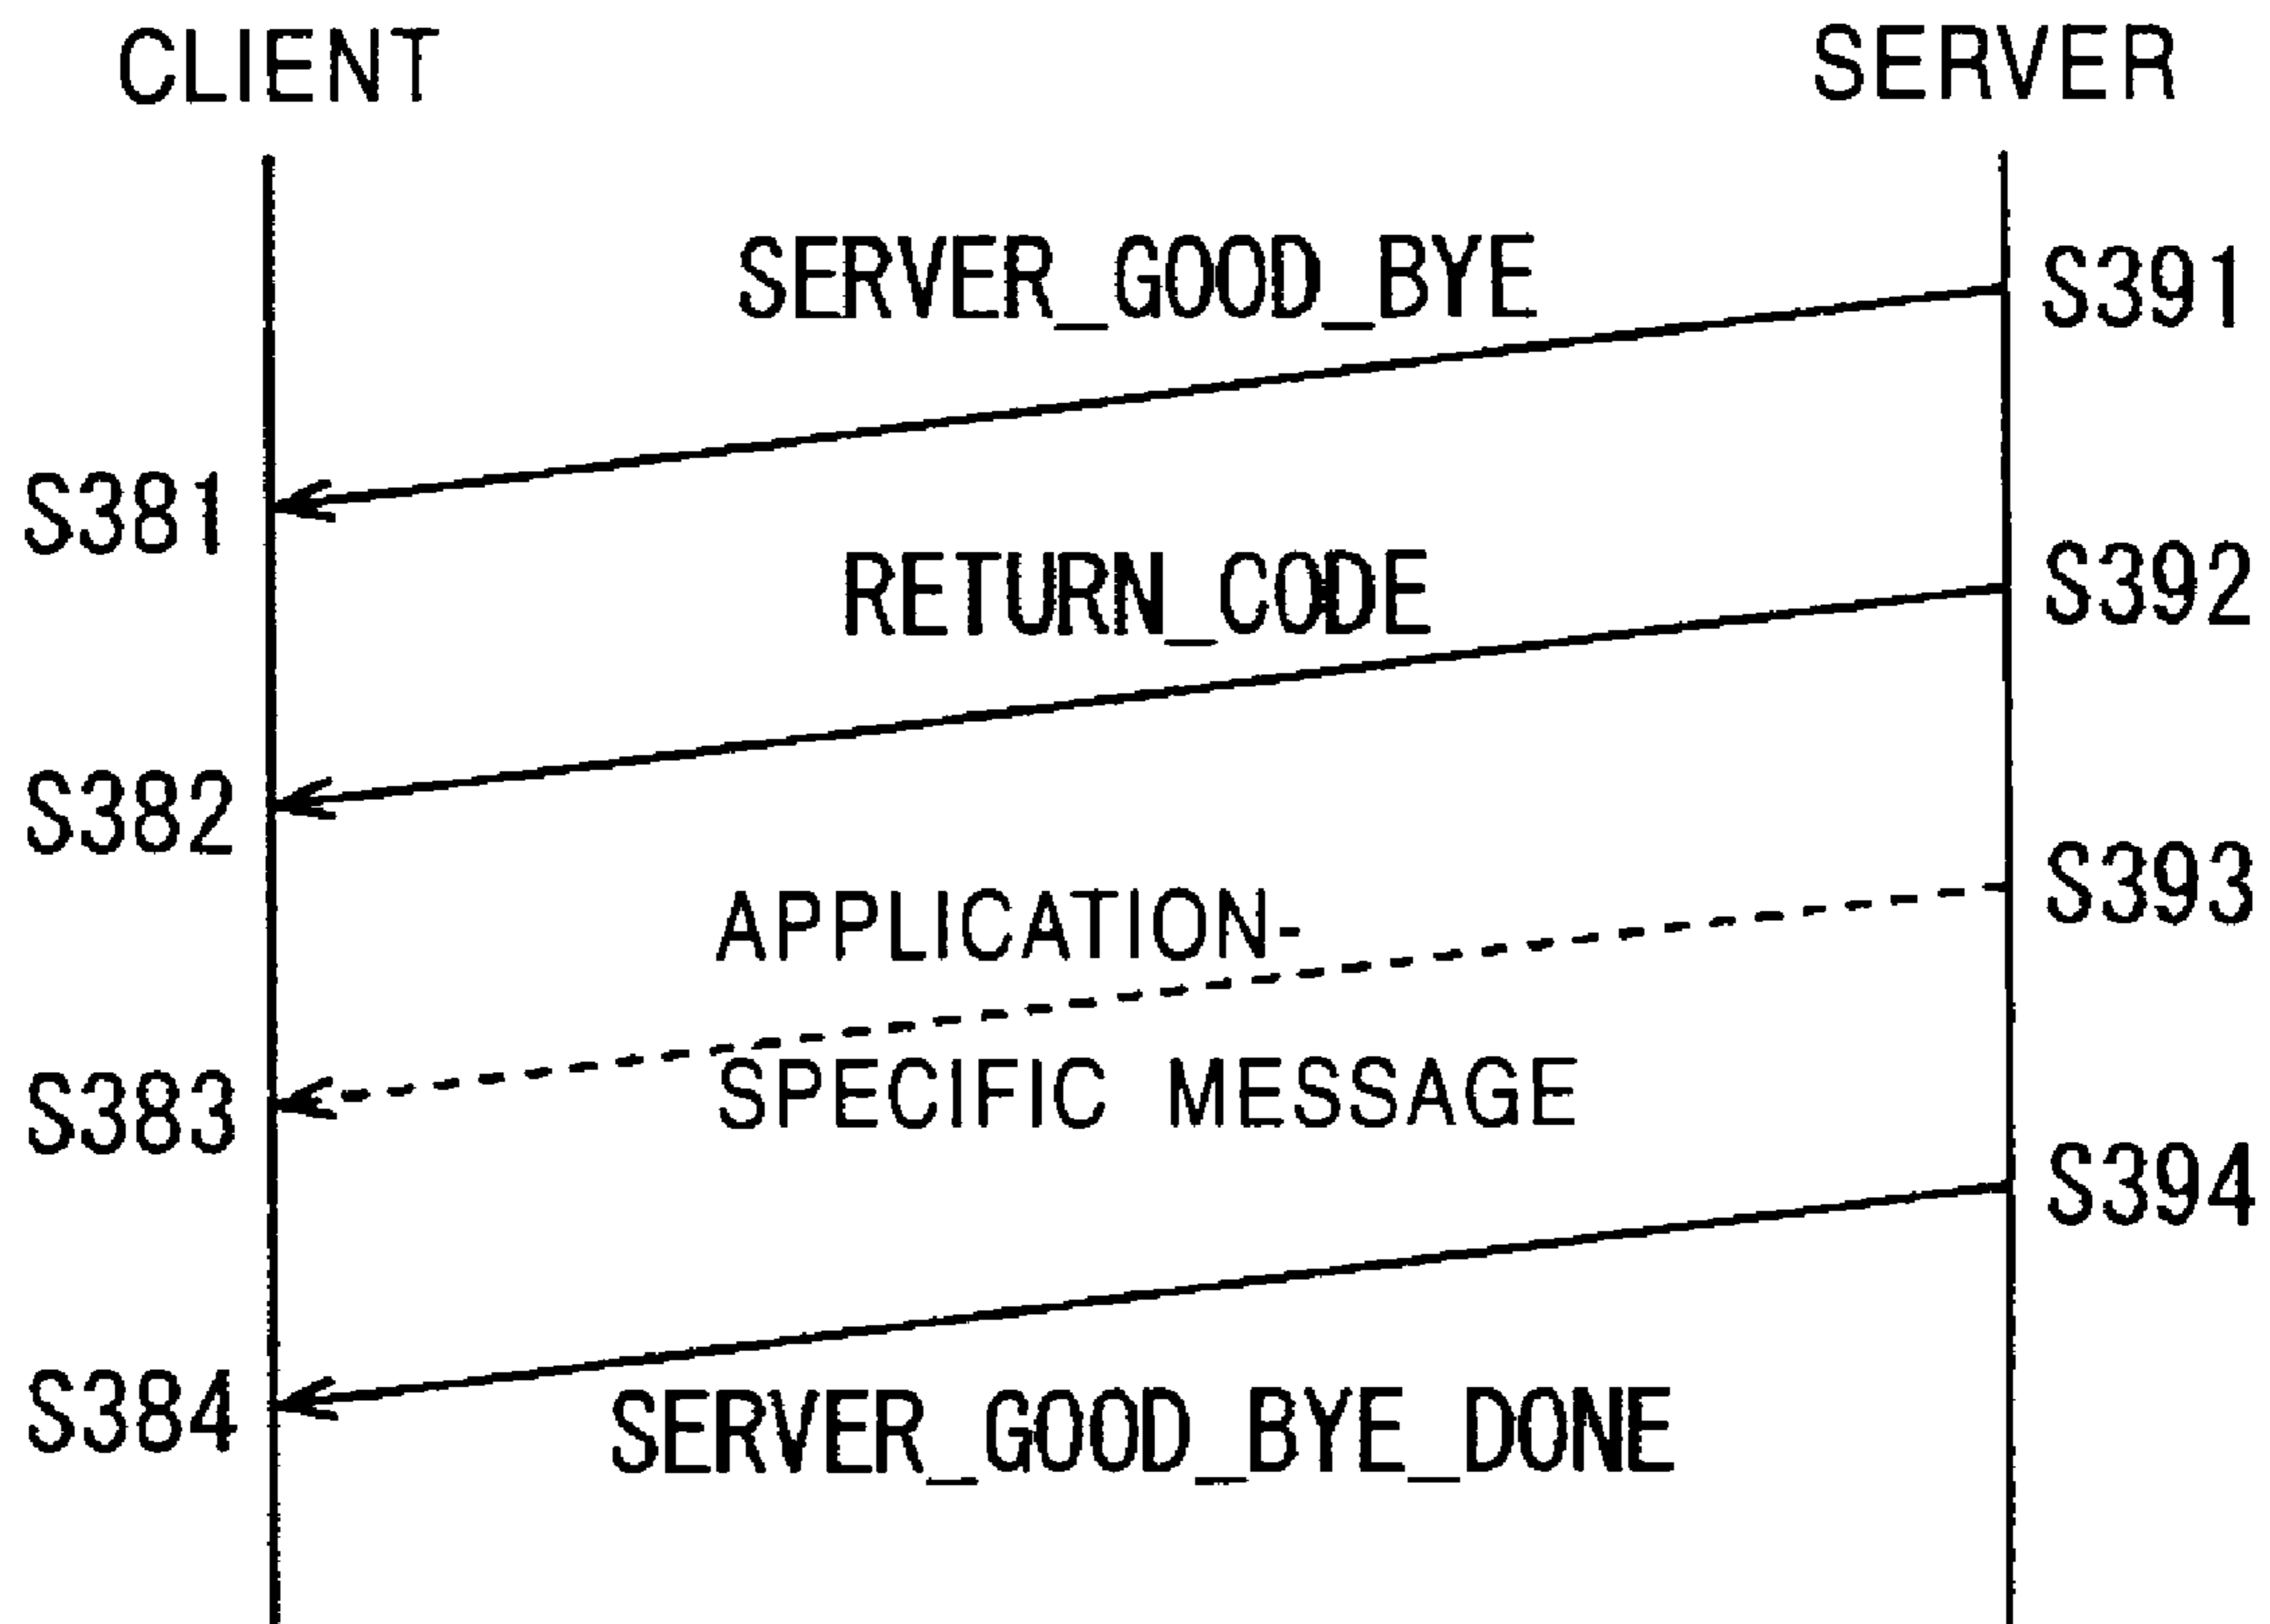 CLIENT
SERVER
SERVER_GOOD_BYE
S391
S381
RETURN_CODE
S392
S382
APPLICATION-
S393
SPECIFIC MESSAGE
S383
S394
S384
SERVER_GOOD_BYE_DONE